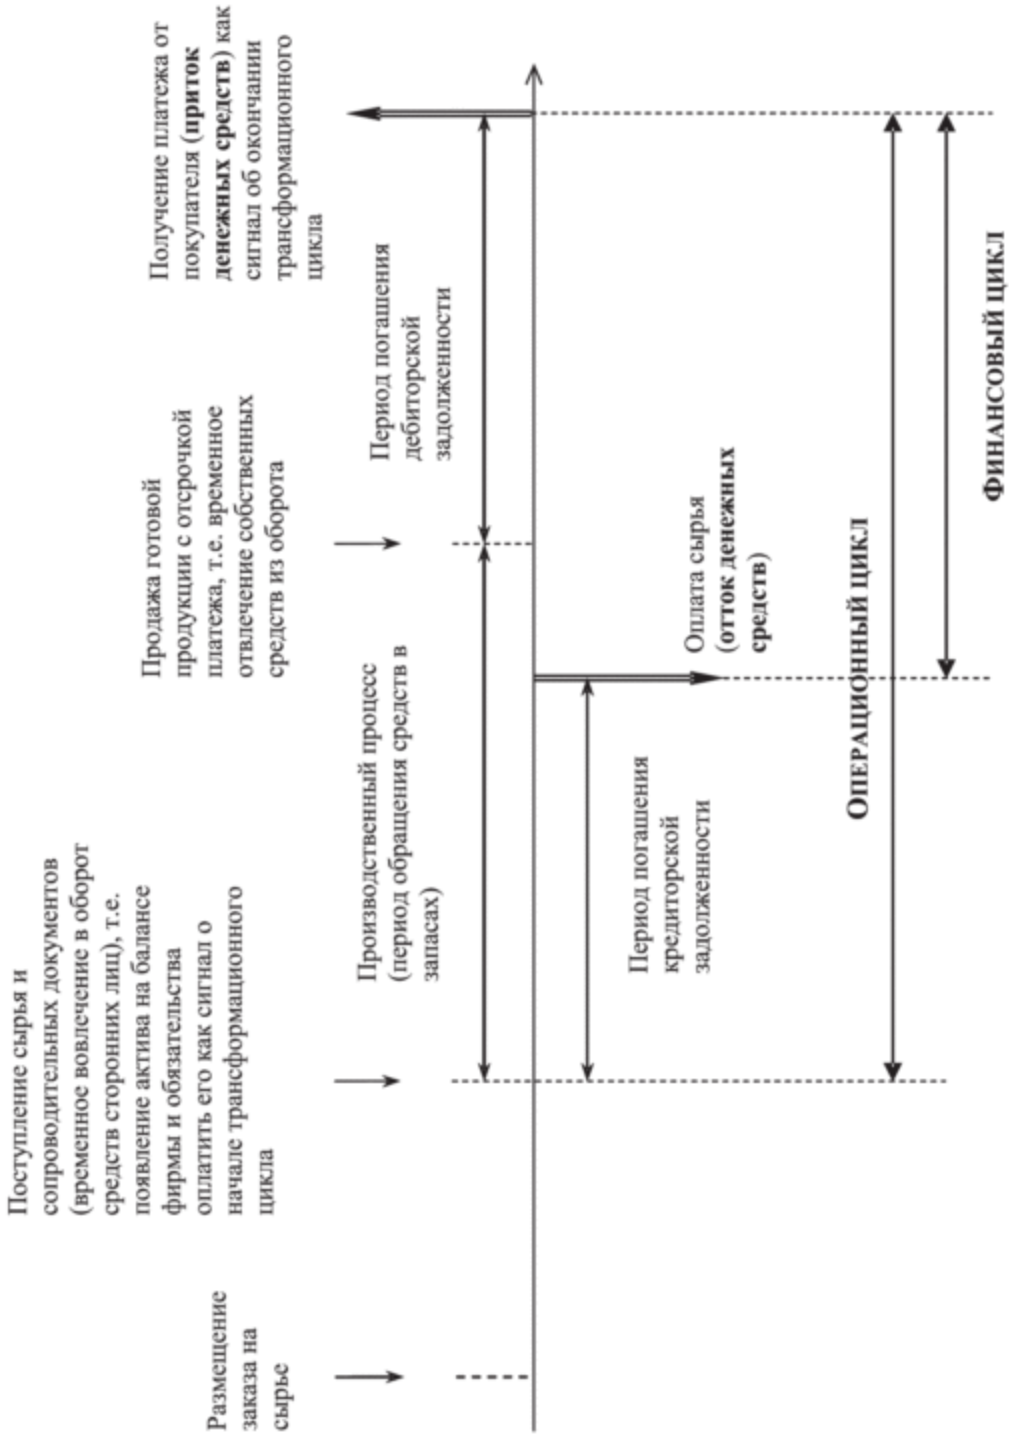 Размещение
заказа на
сырье
Поступление сырья и
сопроводительных документов
(временное вовлечение в оборот
средств сторонних лиц), т.е.
появление актива на балансе
фирмы и обязательства
оплатить его как сигнал о
начале трансформационного
цикла
Продажа готовой
продукции с отсрочкой
платежа, т.е. временное
отвлечение собственных
средств из оборота
Получение платежа от
покупателя (приток
денежных средств) как
сигнал об окончании
трансформационного
цикла
Производственный процесс
(период обращения средств в
запасах)
Период погашения
дебиторской
задолженности
Период погашения
кредиторской
задолженности
Оплата сырья
(отток денежных
средств)
ОПЕРАЦИОННЫЙ ЦИКЛ
ФИНАНСОВЫЙ ЦИКЛ